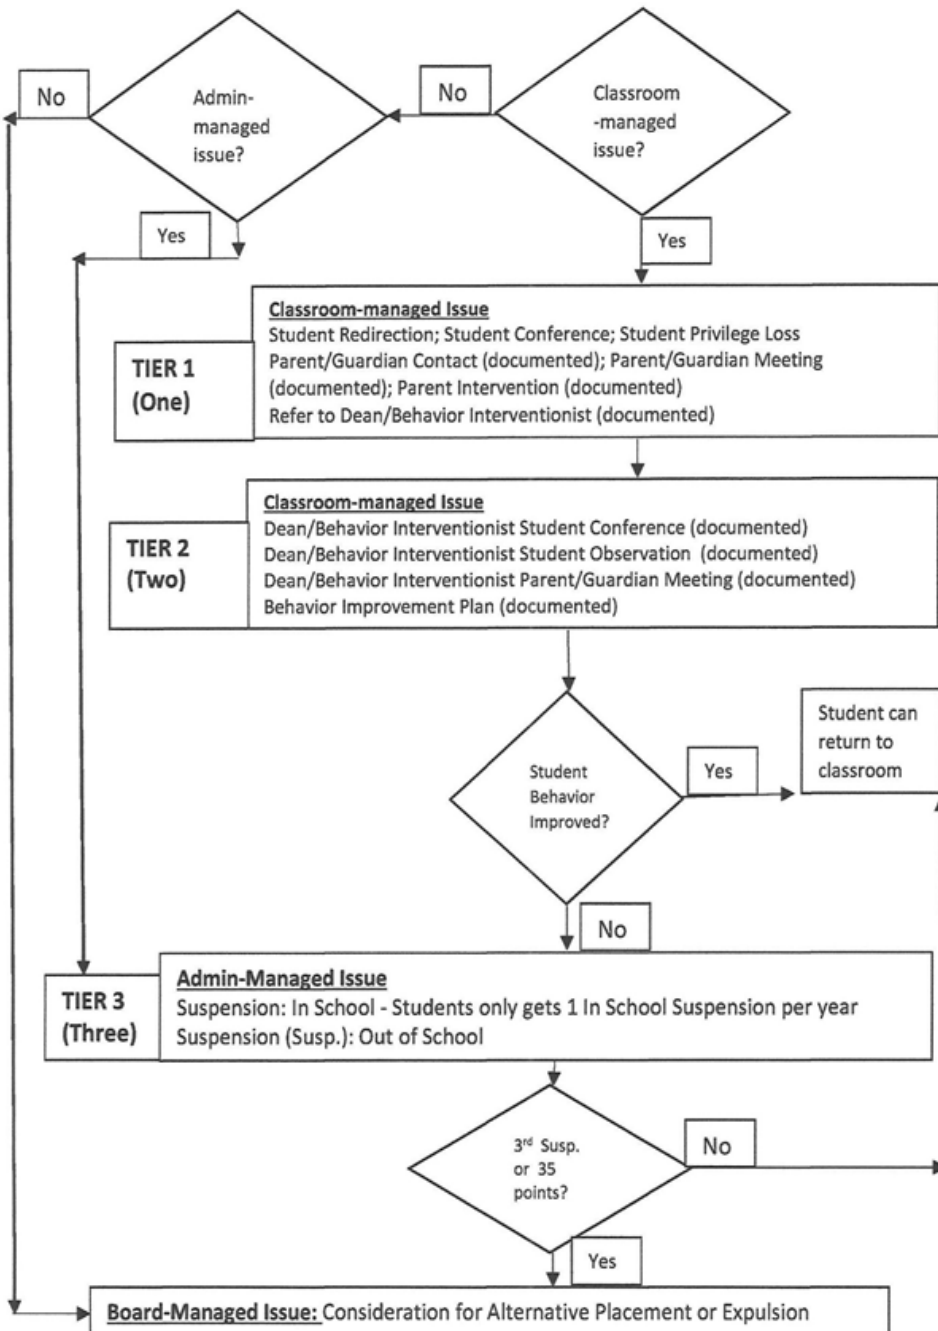 No
Admin-
managed
issue?
No
Classroom
-managed
issue?
Yes
Yes
TIER 1
(One)
Classroom-managed Issue
Student Redirection; Student Conference; Student Privilege Loss
Parent/Guardian Contact (documented); Parent/Guardian Meeting
(documented); Parent Intervention (documented)
Refer to Dean/Behavior Interventionist (documented)
TIER 2
(Two)
Classroom-managed Issue
Dean/Behavior Interventionist Student Conference (documented)
Dean/Behavior Interventionist Student Observation (documented)
Dean/Behavior Interventionist Parent/Guardian Meeting (documented)
Behavior Improvement Plan (documented)
Student
Behavior
Improved?
Yes
Student can
return to
classroom
No
TIER 3
(Three)
Admin-Managed Issue
Suspension: In School - Students only gets 1 In School Suspension per year
Suspension (Susp.): Out of School
3rd Susp.
or 35
points?
No
Yes
Board-Managed Issue: Consideration for Alternative Placement or Expulsion